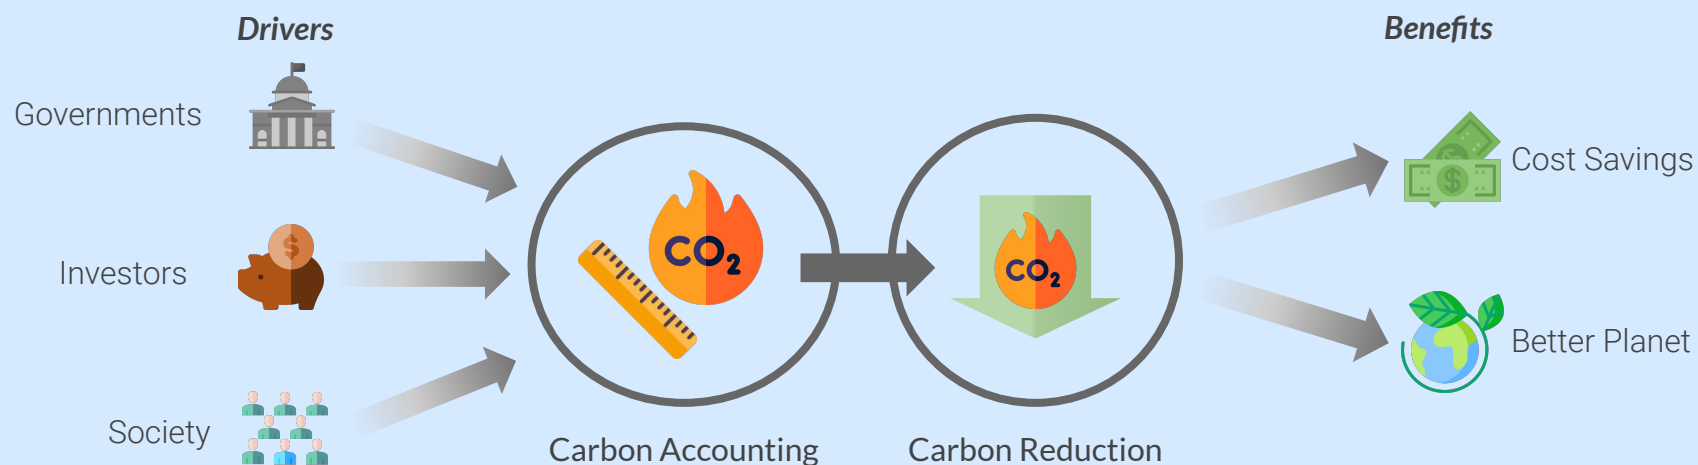 Drivers
Benefits
Governments
Cost Savings
Investors
Better Planet
Society
CO2
CO2
Carbon Accounting
Carbon Reduction
$
$